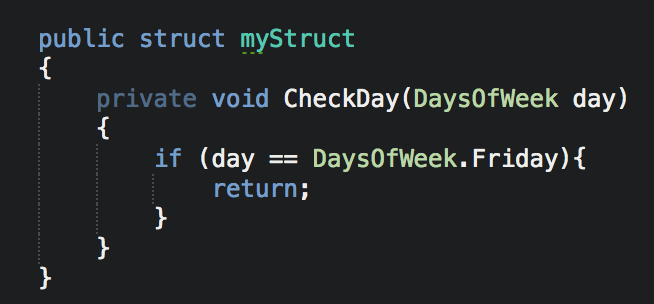 public struct myStruct
{
    private void CheckDay(DaysOfWeek day)
    {
        if (day == DaysOfWeek.Friday){
            return;
        }
    }
}